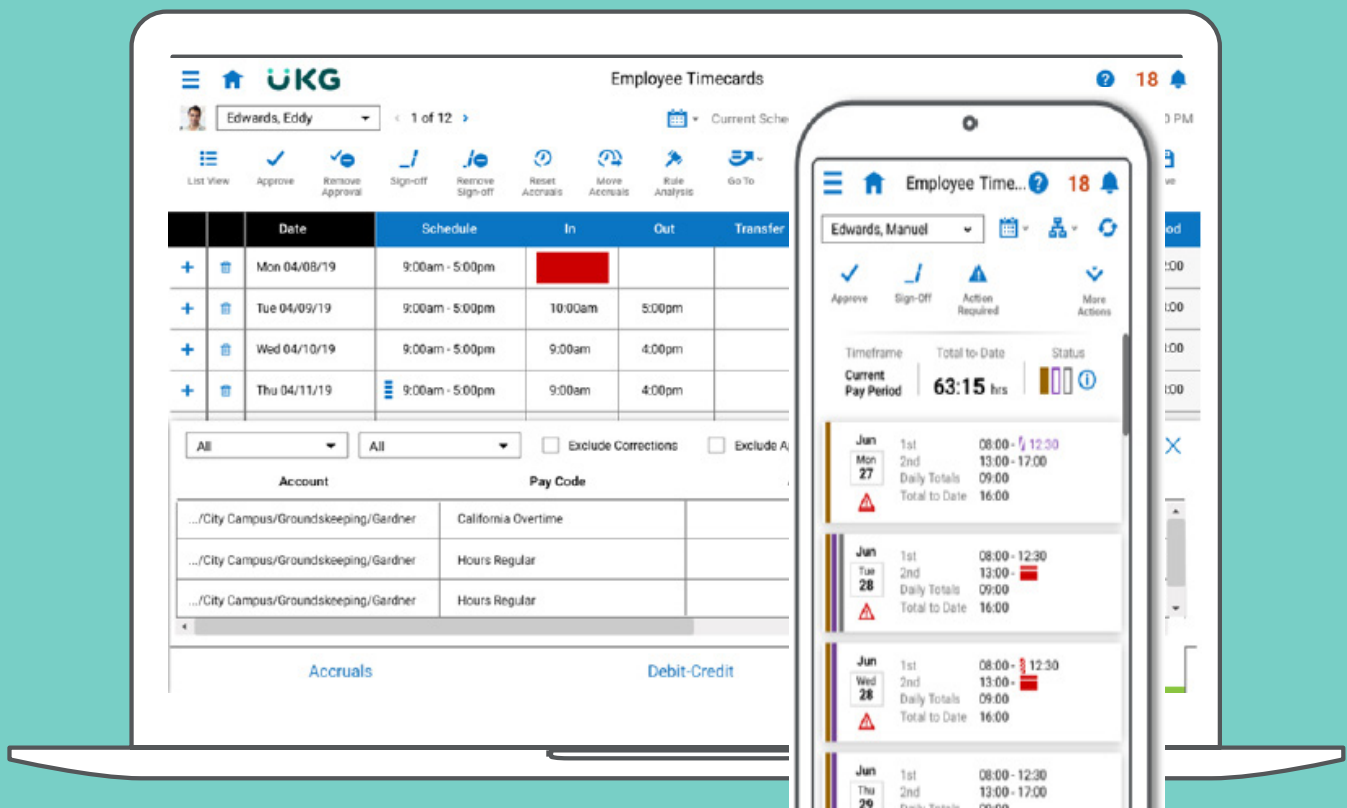 UKG
Employee Timecards
18
Edwards, Eddy
1 of 12
Current Sche
PM
List View
Approve
Remove
Approval
Sign-off
Remove
Sign-off
Reset
Accruals
Move
Accruals
Rule
Analysis
Go To
Date Schedule In Out Transfer
Mon 04/08/19 9:00am - 5:00pm
Tue 04/09/19 9:00am - 5:00pm 10:00am 5:00pm
Wed 04/10/19 9:00am - 5:00pm 9:00am 4:00pm
Thu 04/11/19 9:00am - 5:00pm 9:00am 4:00pm
All All Exclude Corrections Exclude A
Account Pay Code
.../City Campus/Groundskeeping/Gardner California Overtime
.../City Campus/Groundskeeping/Gardner Hours Regular
.../City Campus/Groundskeeping/Gardner Hours Regular
Accruals Debit-Credit
Employee Time...
18
Edwards, Manuel
Approve
Sign-Off
Action
Required
More
Actions
Timeframe Total to Date Status
Current
Pay Period
63:15 hrs
Jun
Mon
27
1st 08:00 - 12:30
2nd 13:00 - 17:00
Daily Totals 09:00
Total to Date 16:00
Jun
Tue
28
1st 08:00 - 12:30
2nd 13:00 -
Daily Totals 09:00
Total to Date 16:00
Jun
Wed
28
1st 08:00 - 12:30
2nd 13:00 -
Daily Totals 09:00
Total to Date 16:00
Jun
Thu
29
1st 08:00 - 12:30
2nd 13:00 - 17:00